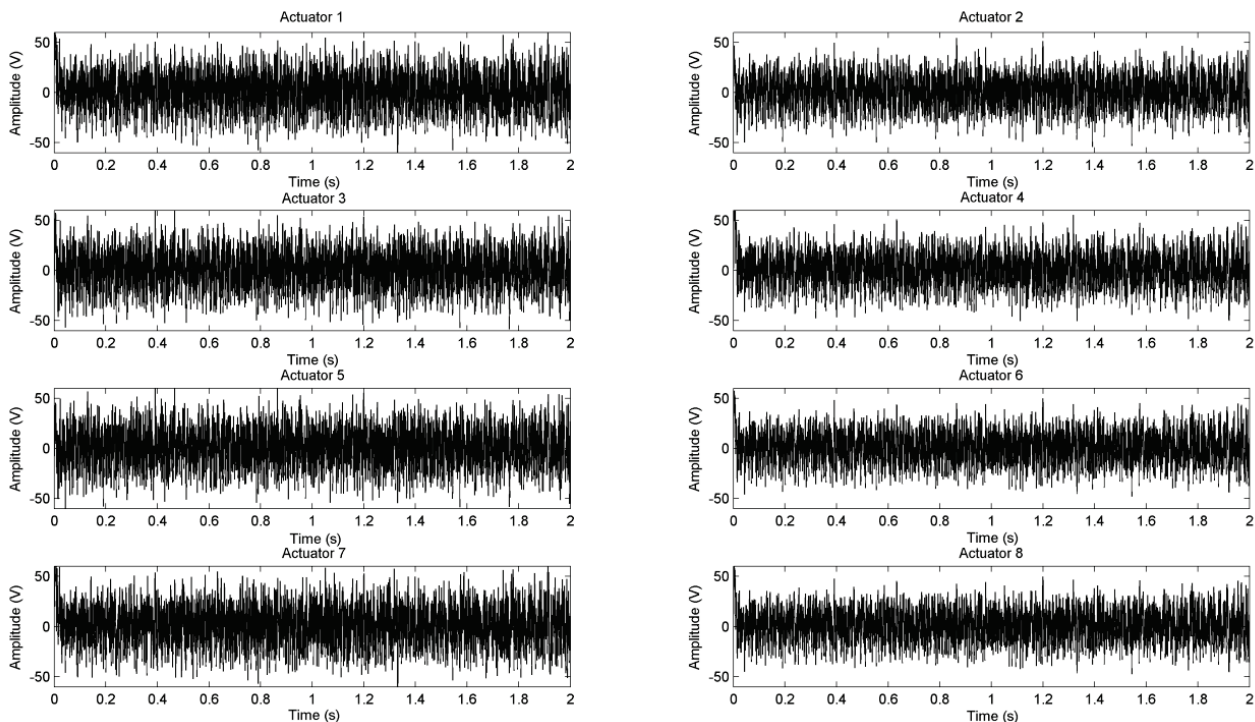 Actuator 1
Amplitude (V)
50
0
-50
0 0.2 0.4 0.6 0.8 1 1.2 1.4 1.6 1.8 2
Time (s)
Actuator 2
Amplitude (V)
50
0
-50
0 0.2 0.4 0.6 0.8 1 1.2 1.4 1.6 1.8 2
Time (s)
Actuator 3
Amplitude (V)
50
0
-50
0 0.2 0.4 0.6 0.8 1 1.2 1.4 1.6 1.8 2
Time (s)
Actuator 4
Amplitude (V)
50
0
-50
0 0.2 0.4 0.6 0.8 1 1.2 1.4 1.6 1.8 2
Time (s)
Actuator 5
Amplitude (V)
50
0
-50
0 0.2 0.4 0.6 0.8 1 1.2 1.4 1.6 1.8 2
Time (s)
Actuator 6
Amplitude (V)
50
0
-50
0 0.2 0.4 0.6 0.8 1 1.2 1.4 1.6 1.8 2
Time (s)
Actuator 7
Amplitude (V)
50
0
-50
0 0.2 0.4 0.6 0.8 1 1.2 1.4 1.6 1.8 2
Time (s)
Actuator 8
Amplitude (V)
50
0
-50
0 0.2 0.4 0.6 0.8 1 1.2 1.4 1.6 1.8 2
Time (s)